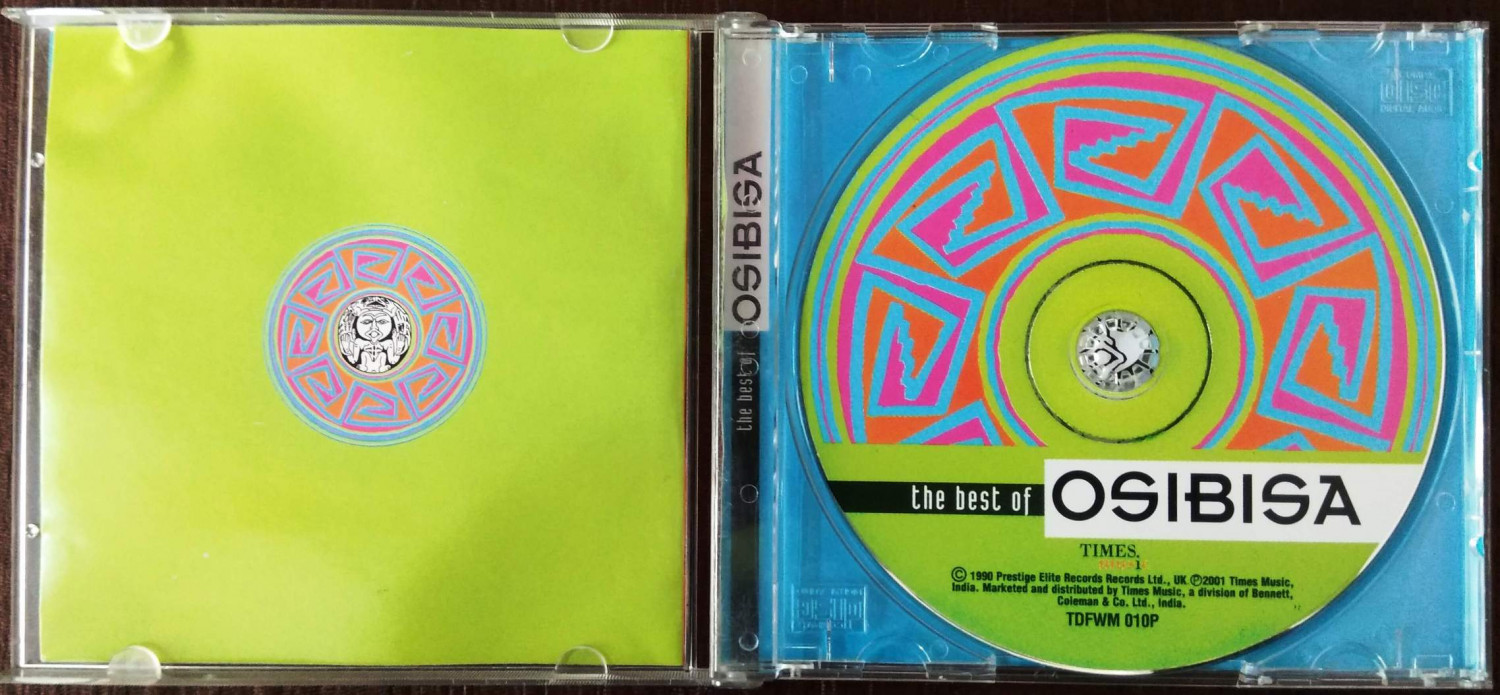 the best of OSIBISA
the best of OSIBISA
TIMES
music
© 1990 Prestige Elite Records Records Ltd., UK ℗2001 Times Music,
India. Marketed and distributed by Times Music, a division of Bennett,
Coleman & Co. Ltd., India.
TDFWM 010P